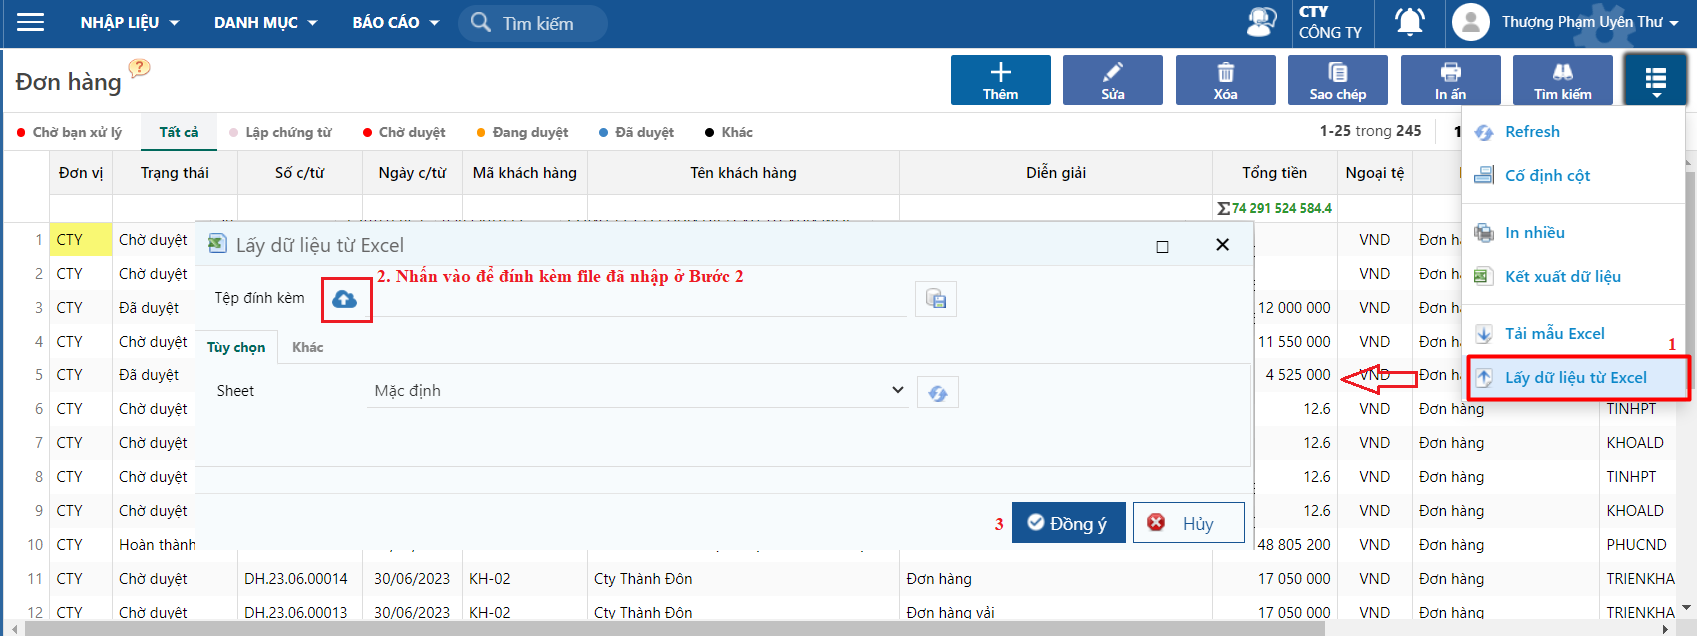 NHẬP LIỆU DANH MỤC BÁO CÁO Tìm kiếm CTY CÔNG TY Thượng Phạm Uyên Thư
Đơn hàng ?
Thêm Sửa Xóa Sao chép In ấn Tìm kiếm
Chờ bạn xử lý Tất cả Lập chứng từ Chờ duyệt Đang duyệt Đã duyệt Khác 1-25 trong 245 1
Đơn vị Trạng thái Số c/từ Ngày c/từ Mã khách hàng Tên khách hàng Diễn giải Tổng tiền Ngoại tệ
Σ74 291 524 584.4
1 CTY Chờ duyệt VND Đơn hà
2 CTY Chờ duyệt VND Đơn hà
3 CTY Đã duyệt 12 000 000 VND Đơn hà
4 CTY Chờ duyệt 11 550 000 VND Đơn hà
5 CTY Đã duyệt 4 525 000 VND Đơn hà
6 CTY Chờ duyệt 12.6 VND Đơn hàng TINHPT
7 CTY Chờ duyệt 12.6 VND Đơn hàng KHOALD
8 CTY Chờ duyệt 12.6 VND Đơn hàng TINHPT
9 CTY Chờ duyệt 12.6 VND Đơn hàng KHOALD
10 CTY Hoàn thành 48 805 200 VND Đơn hàng PHUCND
11 CTY Chờ duyệt DH.23.06.00014 30/06/2023 KH-02 Cty Thành Đôn Đơn hàng 17 050 000 VND Đơn hàng TRIENKHA
12 CTY Chờ duyệt DH.23.06.00013 30/06/2023 KH-02 Cty Thành Đôn Đơn hàng vải 17 050 000 VND Đơn hàng TRIENKHA
Lấy dữ liệu từ Excel
2. Nhấn vào để đính kèm file đã nhập ở Bước 2
Tệp đính kèm
Tùy chọn Khác
Sheet Mặc định
3 Đồng ý Hủy
Refresh
Cố định cột
In nhiều
Kết xuất dữ liệu
Tải mẫu Excel
1
Lấy dữ liệu từ Excel